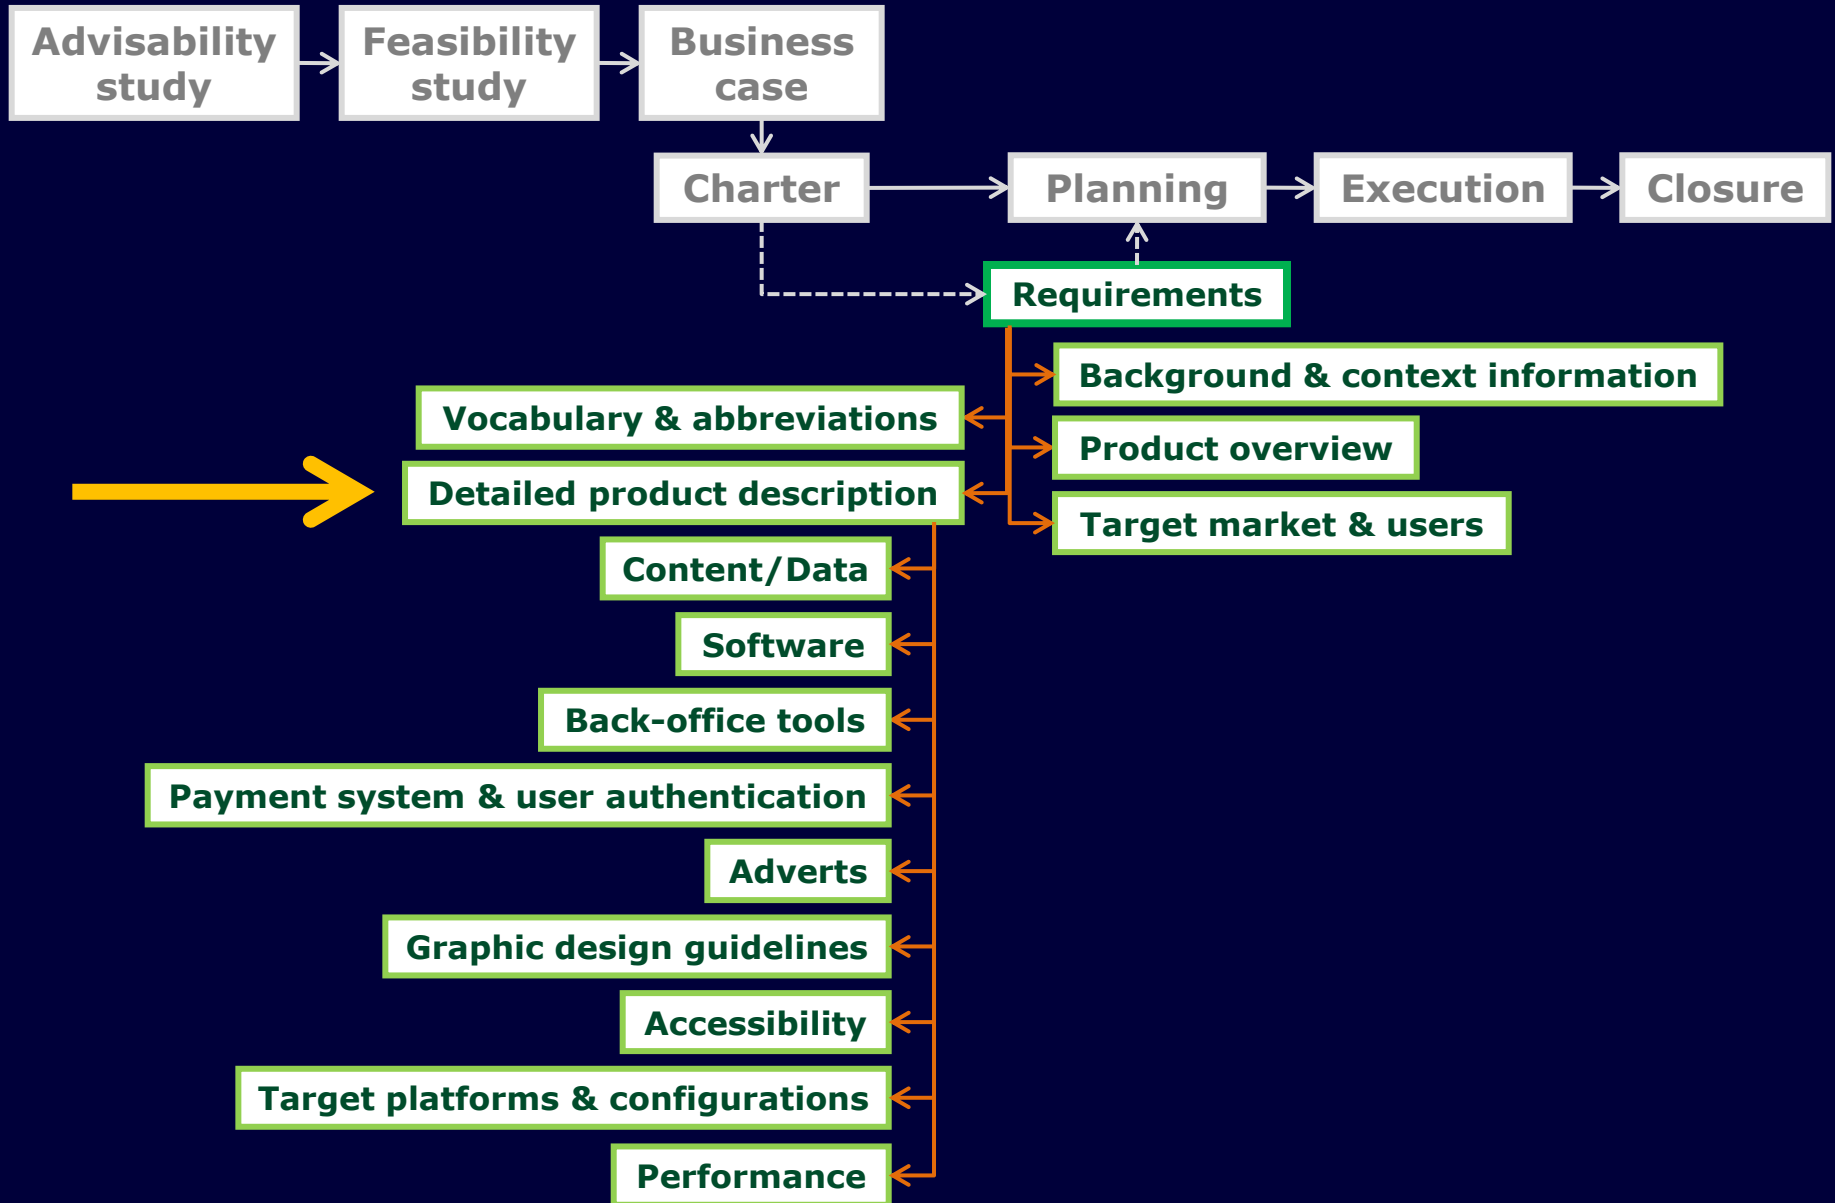 Advisability
study
Feasibility
study
Business
case
Charter
Planning
Execution
Closure
Requirements
Background & context information
Vocabulary & abbreviations
Product overview
Detailed product description
Target market & users
Content/Data
Software
Back-office tools
Payment system & user authentication
Adverts
Graphic design guidelines
Accessibility
Target platforms & configurations
Performance